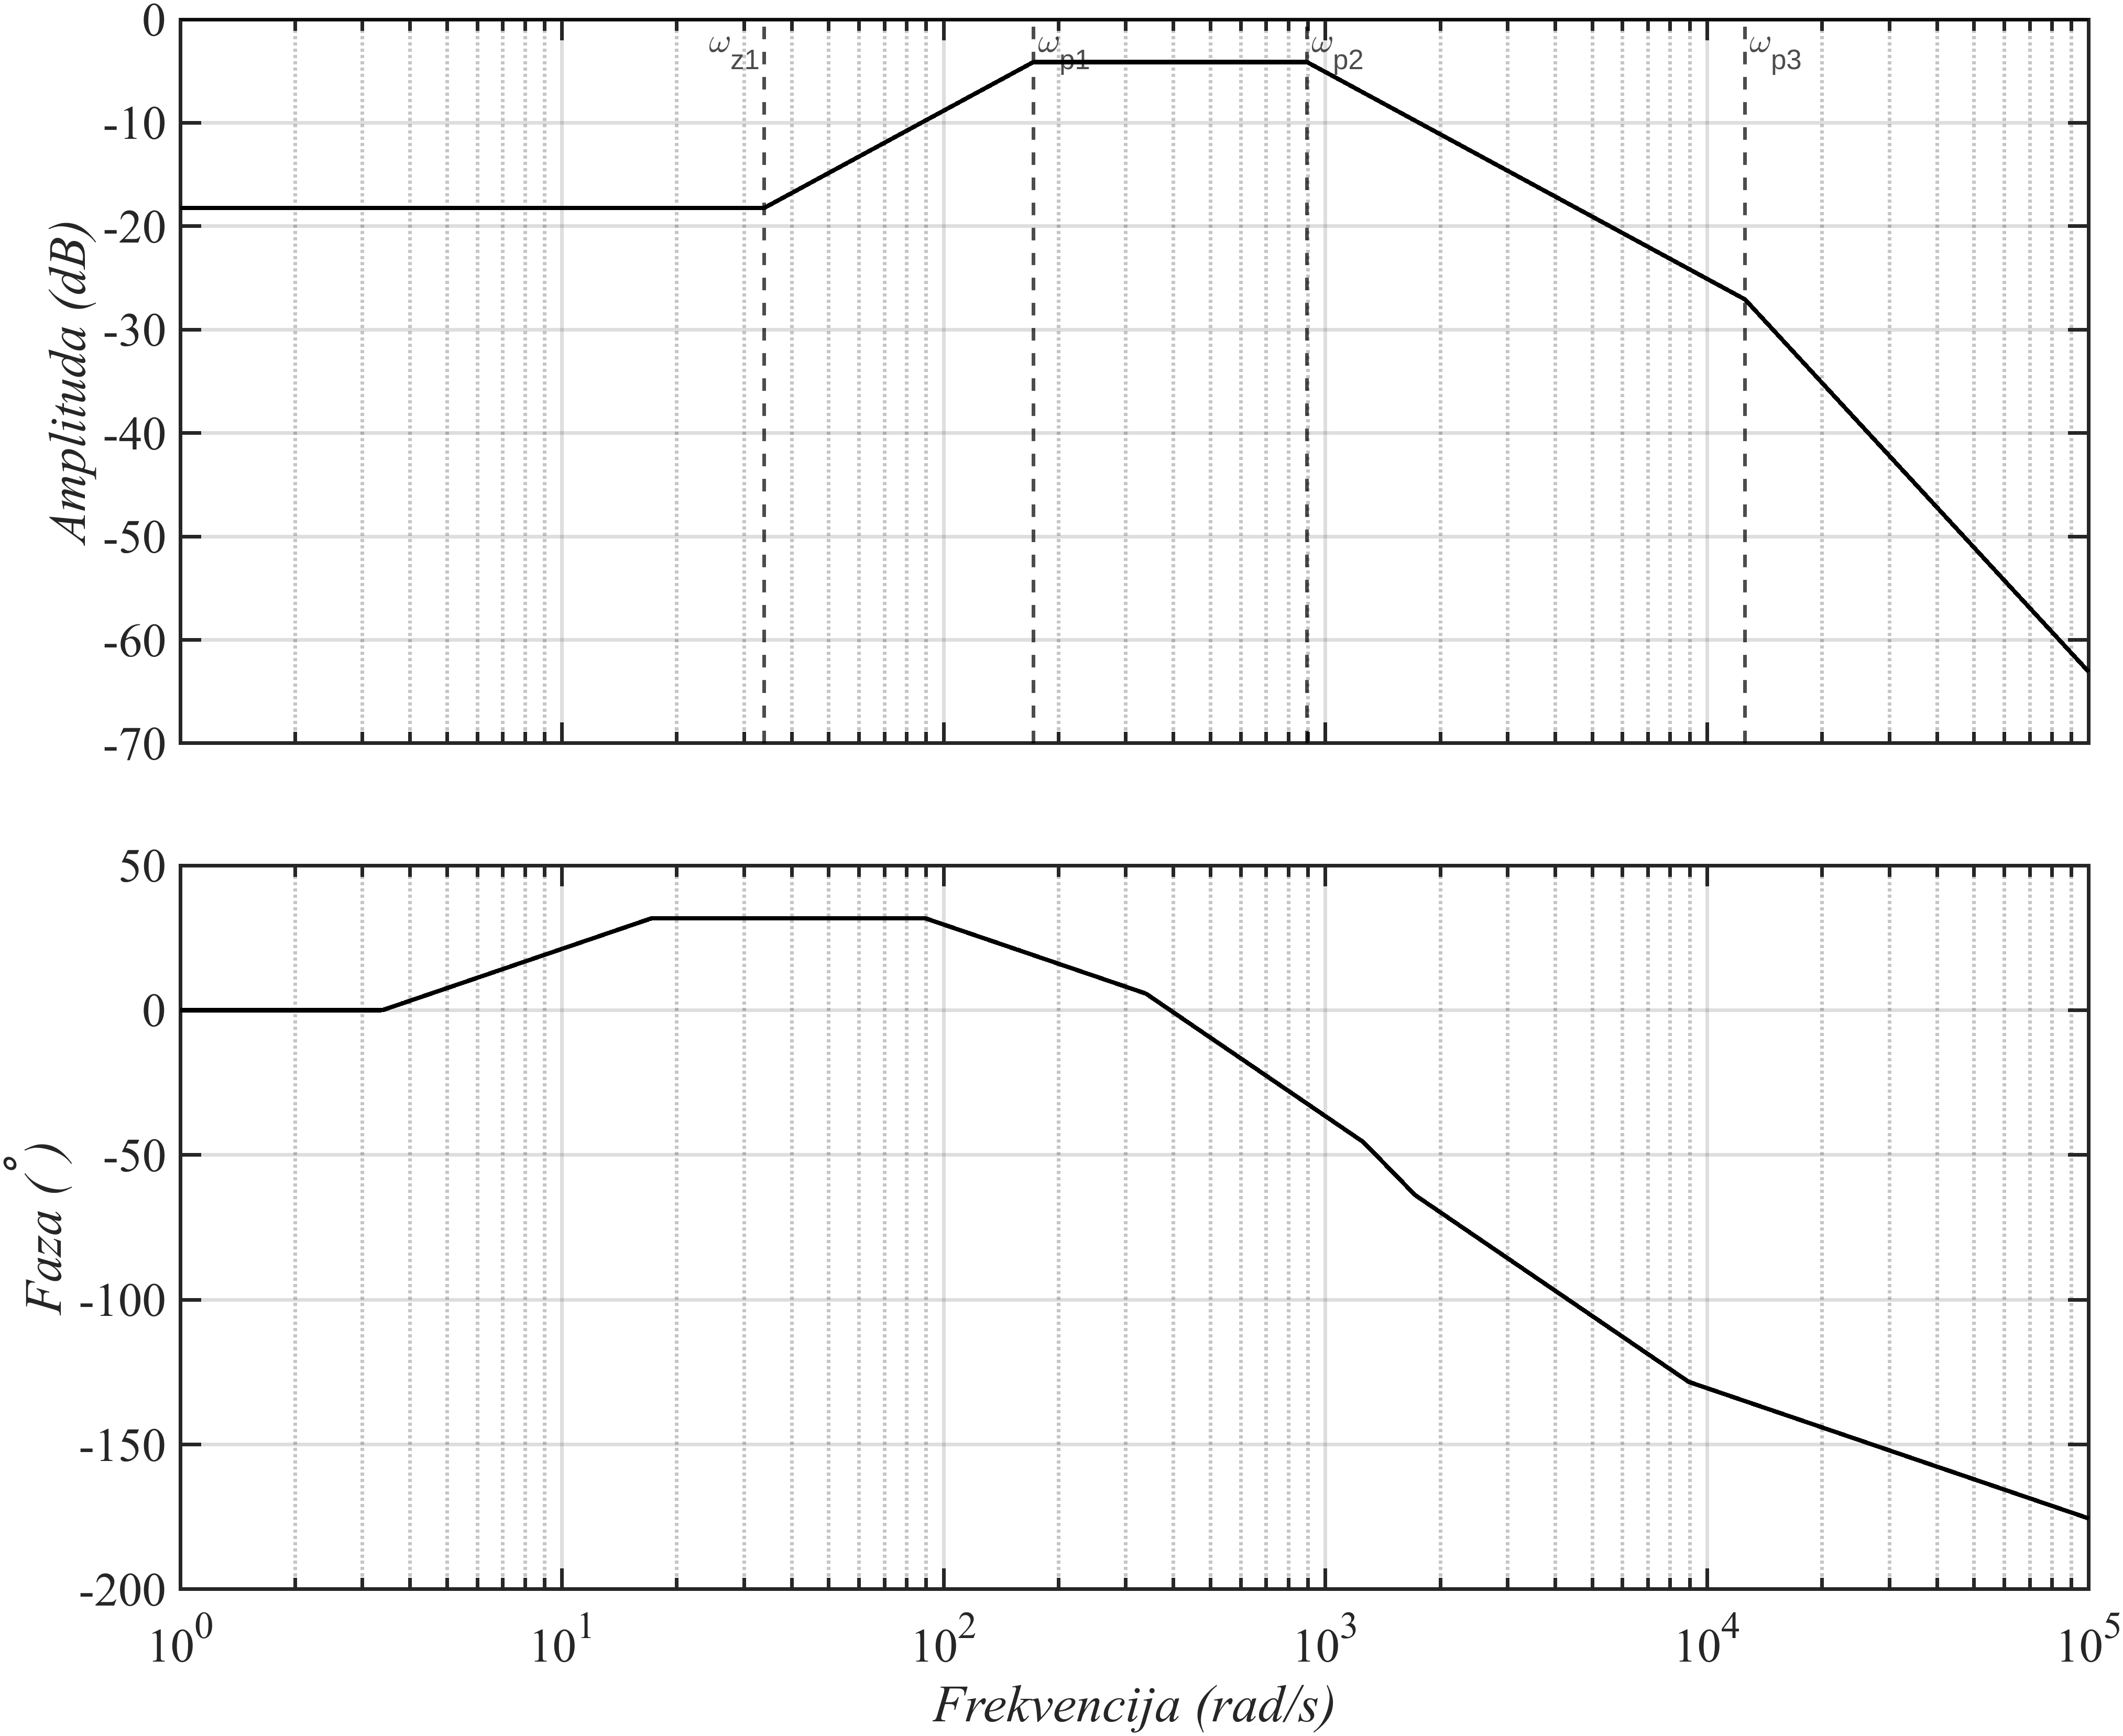 0
-10
-20
-30
-40
-50
-60
-70
Amplituda (dB)
ω_z1
ω_p1
ω_p2
ω_p3
50
0
-50
-100
-150
-200
Faza (°)
10^0 10^1 10^2 10^3 10^4 10^5
Frekvencija (rad/s)